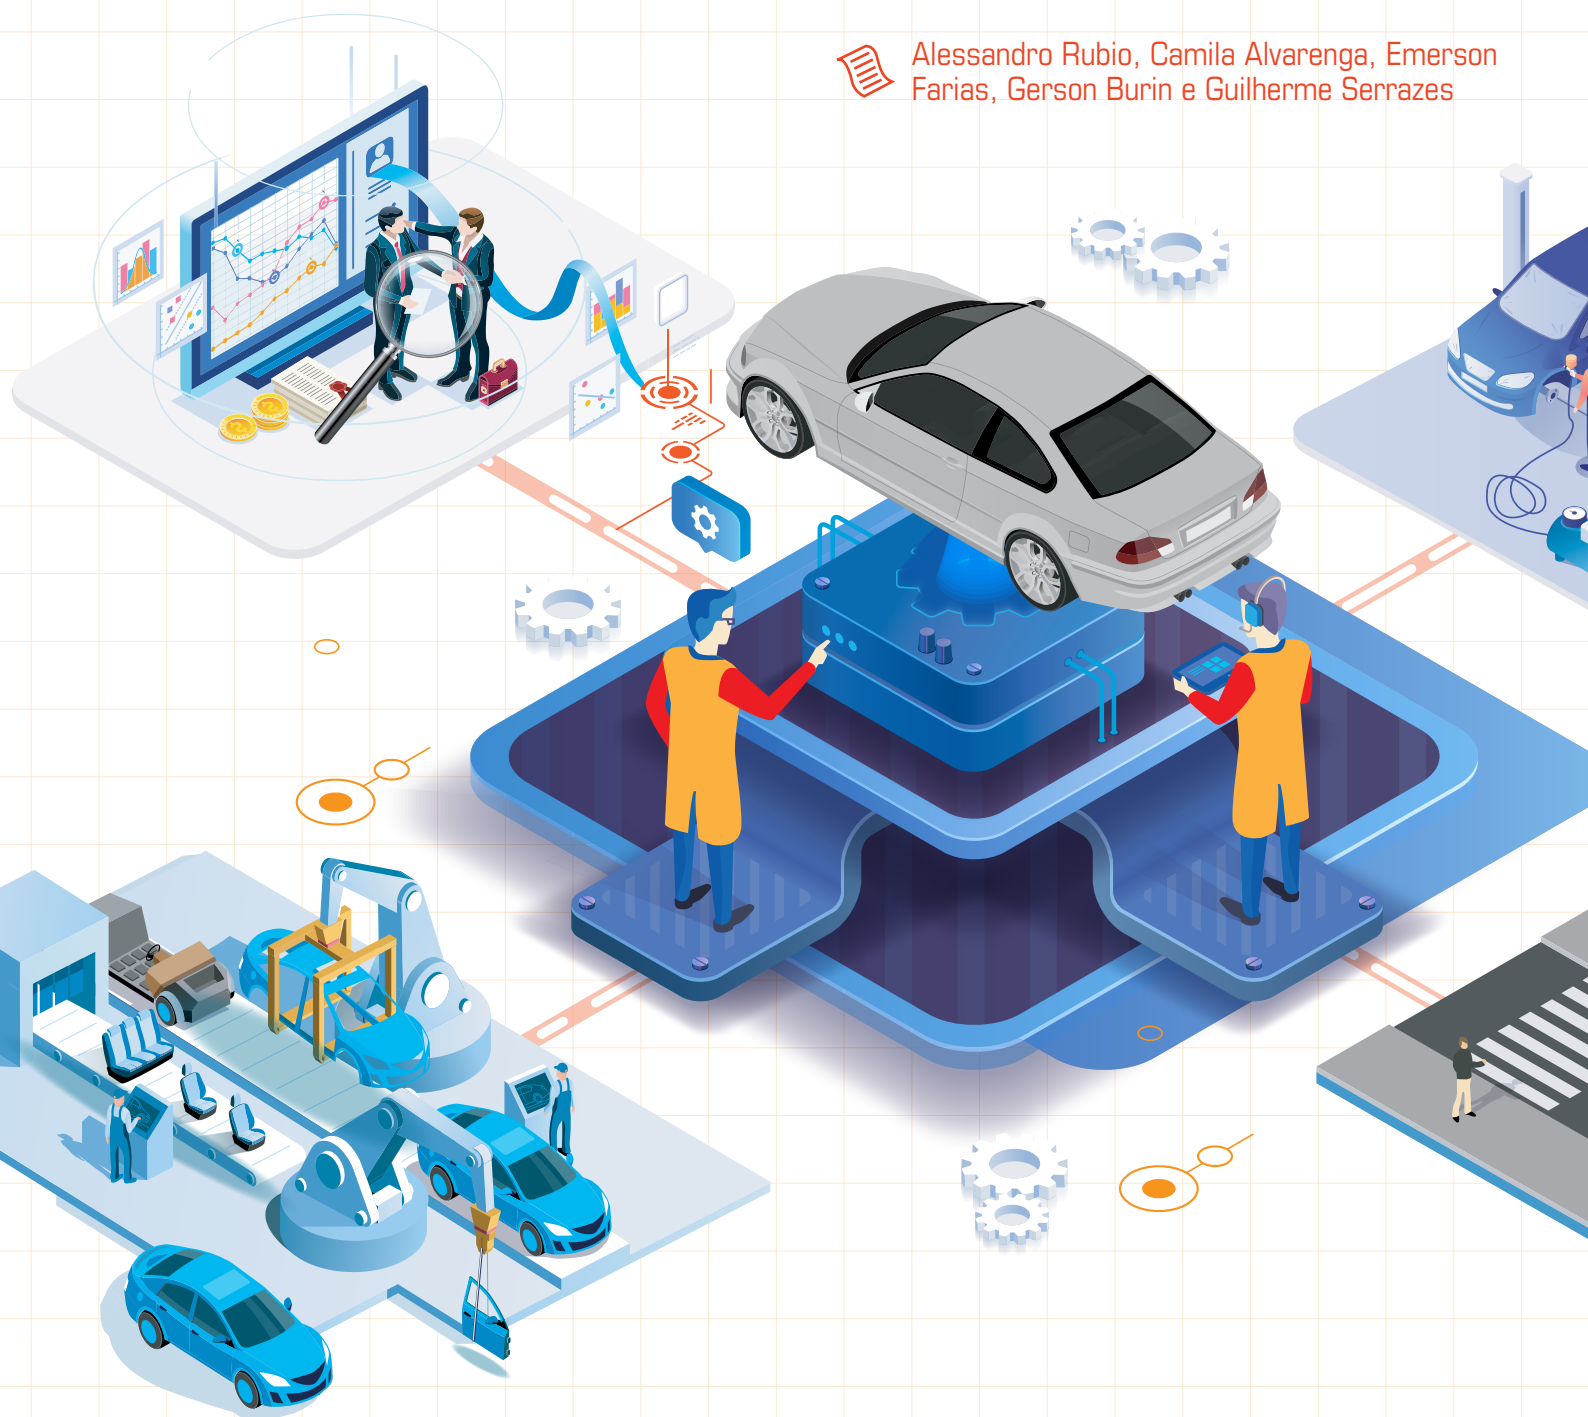 Alessandro Rubio, Camila Alvarenga, Emerson
Farias, Gerson Burin e Guilherme Serrazes